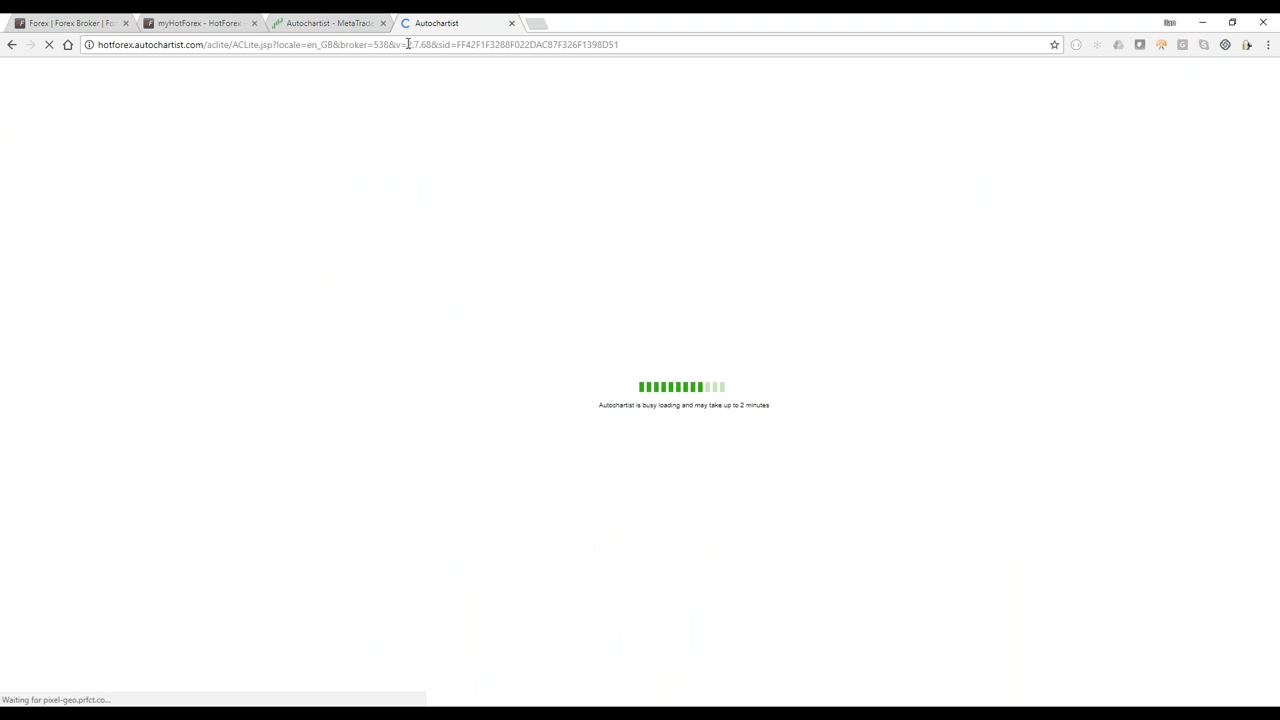 Forex | Forex Broker | For
myHotForex - HotForex
Autochartist - MetaTrade
Autochartist
Ilan
hotforex.autochartist.com/aclite/ACLite.jsp?locale=en_GB&broker=538&v=.7.68&sid=FF42F1F3288F022DAC87F326F1398D51
Autochartist is busy loading and may take up to 2 minutes
Waiting for pixel-geo.prfct.co...